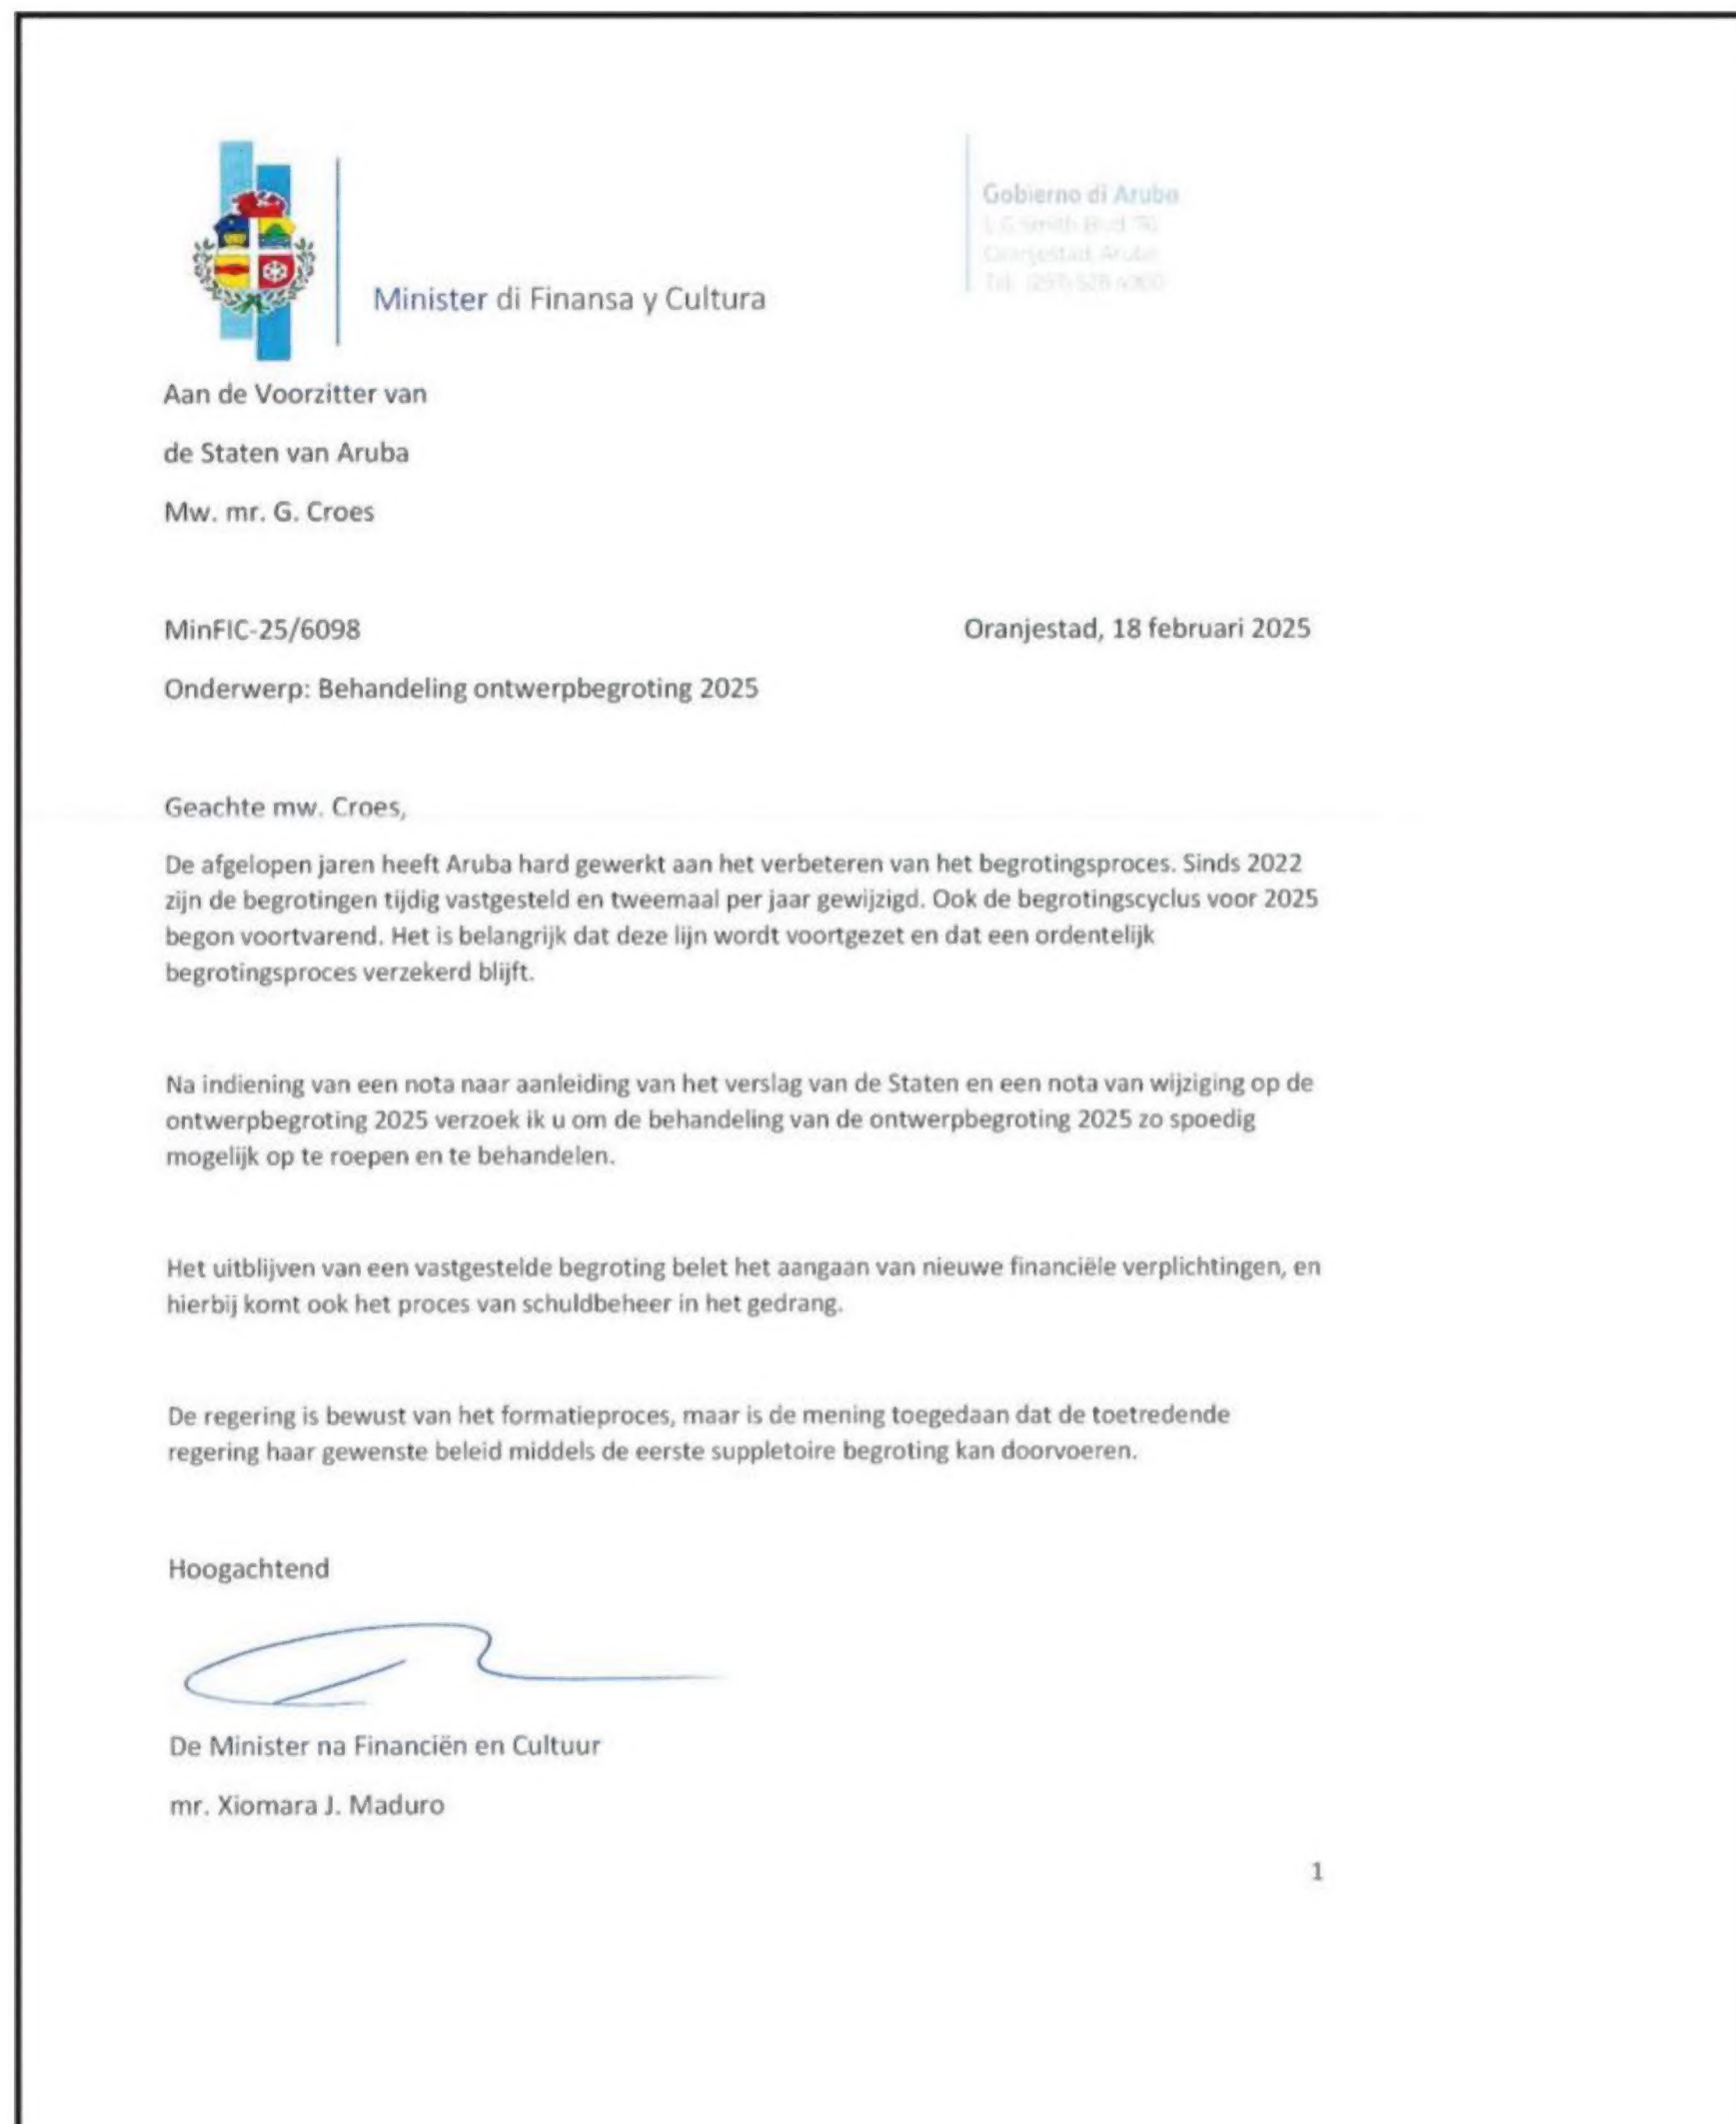 Gobierno di Aruba
Oranjestad, Aruba
Minister di Finansa y Cultura
Aan de Voorzitter van
de Staten van Aruba
Mw. mr. G. Croes
MinFIC-25/6098
Oranjestad, 18 februari 2025
Onderwerp: Behandeling ontwerpbegroting 2025
Geachte mw. Croes,
De afgelopen jaren heeft Aruba hard gewerkt aan het verbeteren van het begrotingsproces. Sinds 2022
zijn de begrotingen tijdig vastgesteld en tweemaal per jaar gewijzigd. Ook de begrotingscyclus voor 2025
begon voortvarend. Het is belangrijk dat deze lijn wordt voortgezet en dat een ordentelijk
begrotingsproces verzekerd blijft.
Na indiening van een nota naar aanleiding van het verslag van de Staten en een nota van wijziging op de
ontwerpbegroting 2025 verzoek ik u om de behandeling van de ontwerpbegroting 2025 zo spoedig
mogelijk op te roepen en te behandelen.
Het uitblijven van een vastgestelde begroting belet het aangaan van nieuwe financiële verplichtingen, en
hierbij komt ook het proces van schuldbeheer in het gedrang.
De regering is bewust van het formatieproces, maar is de mening toegedaan dat de toetredende
regering haar gewenste beleid middels de eerste suppletoire begroting kan doorvoeren.
Hoogachtend
De Minister na Financiën en Cultuur
mr. Xiomara J. Maduro
1